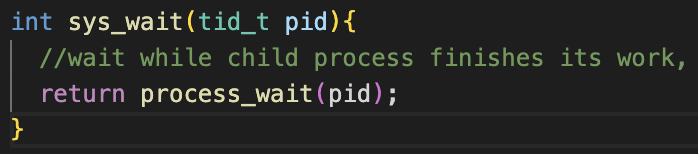 int sys_wait(tid_t pid){
//wait while child process finishes its work,
return process_wait(pid);
}